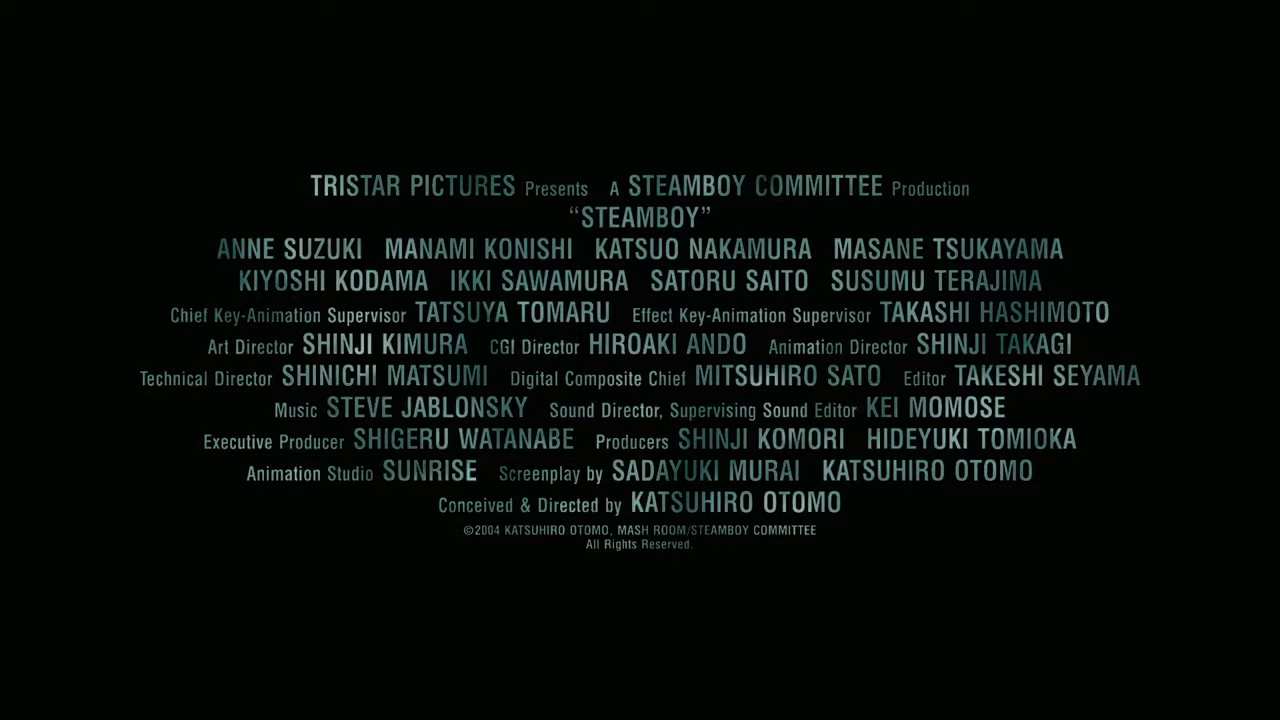 TRISTAR PICTURES Presents A STEAMBOY COMMITTEE Production
“STEAMBOY”
ANNE SUZUKI MANAMI KONISHI KATSUO NAKAMURA MASANE TSUKAYAMA
KIYOSHI KODAMA IKKI SAWAMURA SATORU SAITO SUSUMU TERAJIMA
Chief Key-Animation Supervisor TATSUYA TOMARU Effect Key-Animation Supervisor TAKASHI HASHIMOTO
Art Director SHINJI KIMURA CGI Director HIROAKI ANDO Animation Director SHINJI TAKAGI
Technical Director SHINICHI MATSUMI Digital Composite Chief MITSUHIRO SATO Editor TAKESHI SEYAMA
Music STEVE JABLONSKY Sound Director, Supervising Sound Editor KEI MOMOSE
Executive Producer SHIGERU WATANABE Producers SHINJI KOMORI HIDEYUKI TOMIOKA
Animation Studio SUNRISE Screenplay by SADAYUKI MURAI KATSUHIRO OTOMO
Conceived & Directed by KATSUHIRO OTOMO
©2004 KATSUHIRO OTOMO, MASH ROOM/STEAMBOY COMMITTEE
All Rights Reserved.